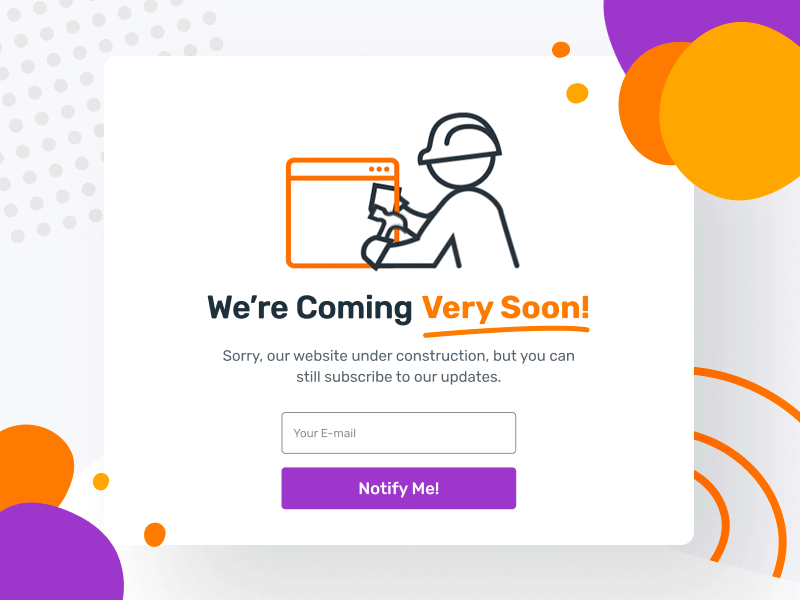 We’re Coming Very Soon!
Sorry, our website under construction, but you can
still subscribe to our updates.
Your E-mail
Notify Me!